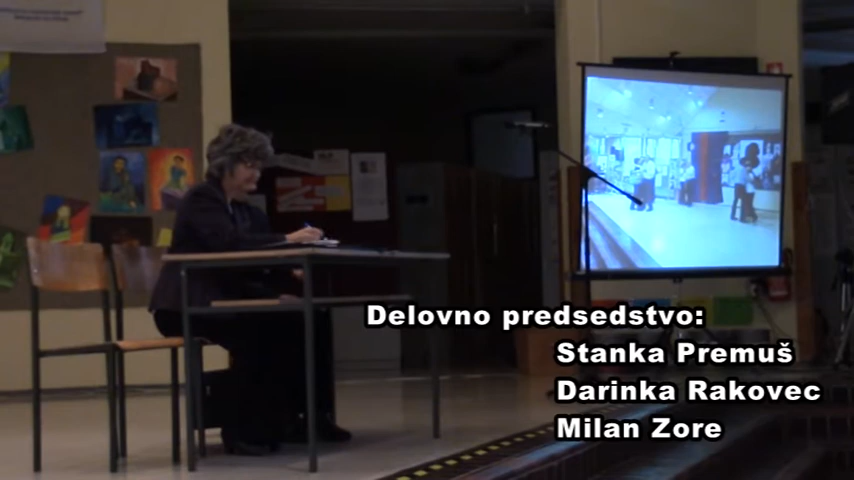 Delovno predsedstvo:
Stanka Premuš
Darinka Rakovec
Milan Zore